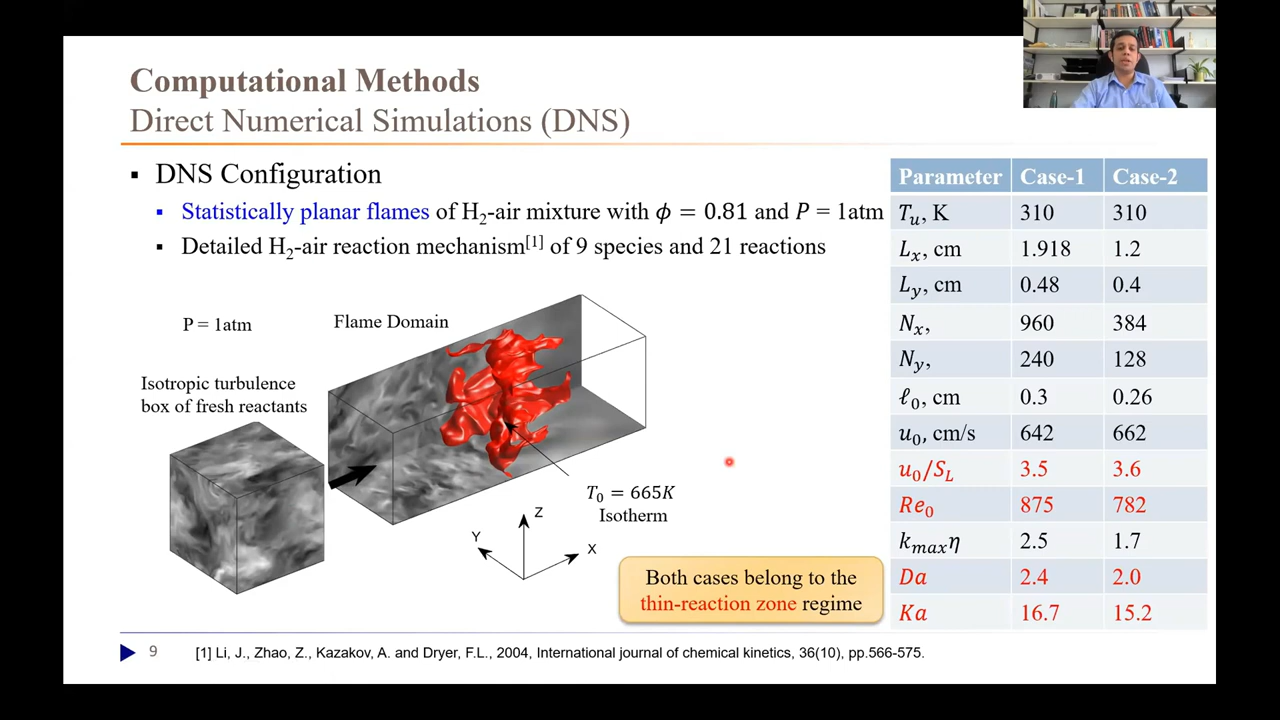 Computational Methods
Direct Numerical Simulations (DNS)
▪ DNS Configuration
▪ Statistically planar flames of H₂-air mixture with ϕ = 0.81 and P = 1atm
▪ Detailed H₂-air reaction mechanism[1] of 9 species and 21 reactions
P = 1atm
Flame Domain
Isotropic turbulence
box of fresh reactants
T₀ = 665K
Isotherm
Z
Y
X
Both cases belong to the
thin-reaction zone regime
Parameter Case-1 Case-2
Tᵤ, K 310 310
Lₓ, cm 1.918 1.2
L_y, cm 0.48 0.4
Nₓ, 960 384
N_y, 240 128
ℓ₀, cm 0.3 0.26
u₀, cm/s 642 662
u₀/S_L 3.5 3.6
Re₀ 875 782
k_max η 2.5 1.7
Da 2.4 2.0
Ka 16.7 15.2
9
[1] Li, J., Zhao, Z., Kazakov, A. and Dryer, F.L., 2004, International journal of chemical kinetics, 36(10), pp.566-575.